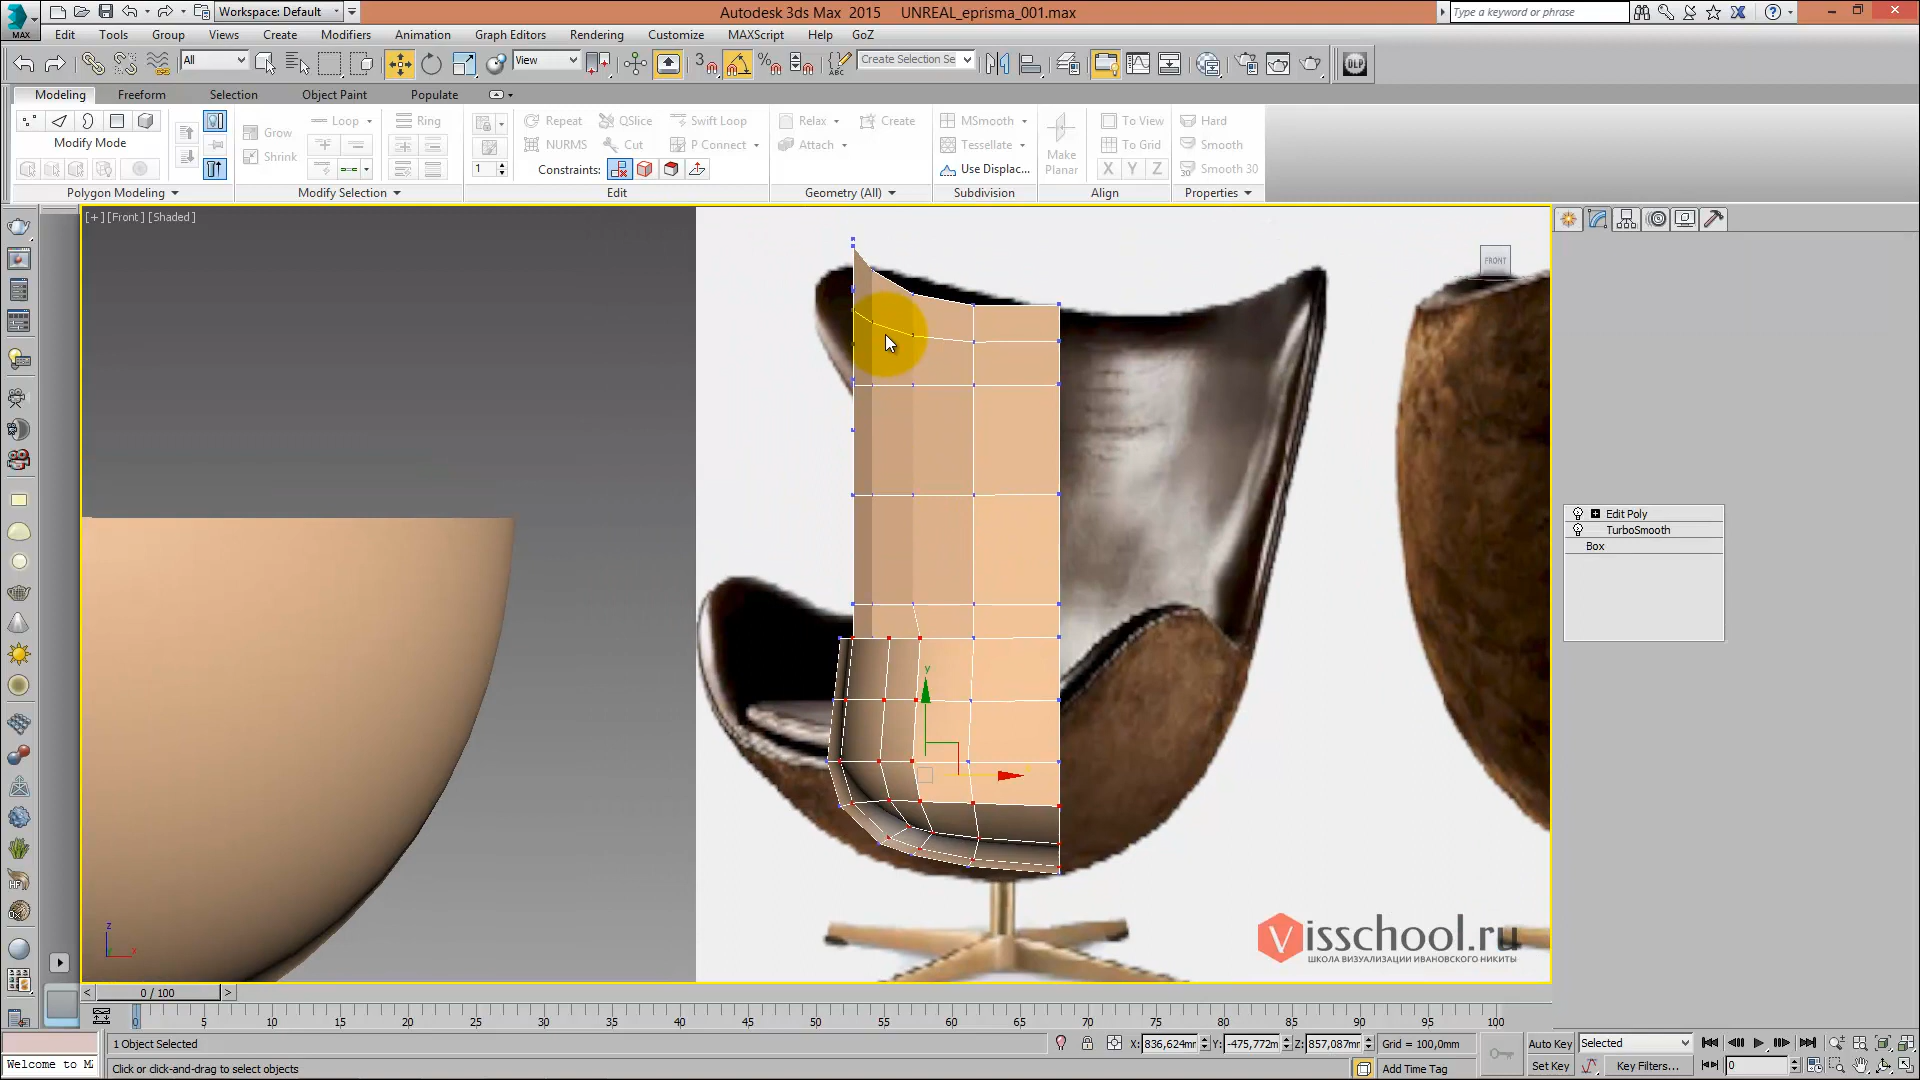 Workspace: Default
Autodesk 3ds Max 2015 UNREAL_eprisma_001.max
Type a keyword or phrase
MAX
Edit Tools Group Views Create Modifiers Animation Graph Editors Rendering Customize MAXScript Help GoZ
All View 3 ABC Create Selection Se DLP
Modeling Freeform Selection Object Paint Populate
Loop Ring Repeat QSlice Swift Loop Relax Create MSmooth To View Hard
Grow NURMS Cut P Connect Attach Tessellate To Grid Smooth
Modify Mode
Shrink 1 Constraints: Use Displac... Make Planar X Y Z Smooth 30
Polygon Modeling Modify Selection Edit Geometry (All) Subdivision Align Properties
[+] [Front] [Shaded]
FRONT
Edit Poly
TurboSmooth
Box
y
z
x
Visschool.ru
ШКОЛА ВИЗУАЛИЗАЦИИ ИВАНОВСКОГО НИКИТЫ
< 0 / 100 >
0 5 10 15 20 25 30 35 40 45 50 55 60 65 70 75 80 85 90 95 100
1 Object Selected X: 836,624m Y: -475,772m Z: 857,087m Grid = 100,0mm Auto Key Selected
Welcome to M Click or click-and-drag to select objects Add Time Tag Set Key Key Filters... 0